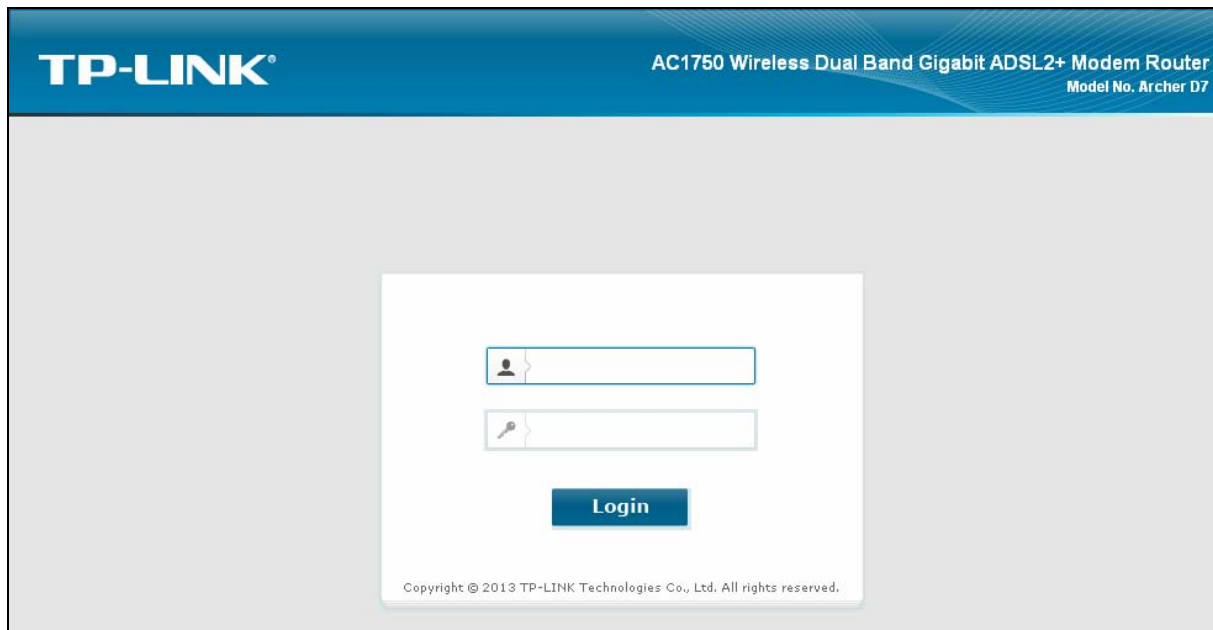 TP-LINK®
AC1750 Wireless Dual Band Gigabit ADSL2+ Modem Router
Model No. Archer D7
Login
Copyright © 2013 TP-LINK Technologies Co., Ltd. All rights reserved.